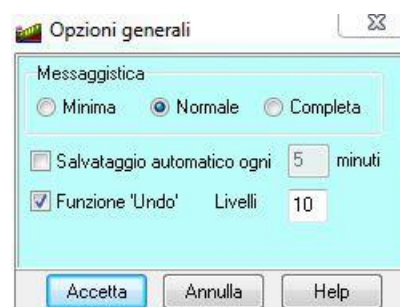 Opzioni generali
Messaggistica
Minima Normale Completa
Salvataggio automatico ogni 5 minuti
Funzione 'Undo' Livelli 10
Accetta Annulla Help